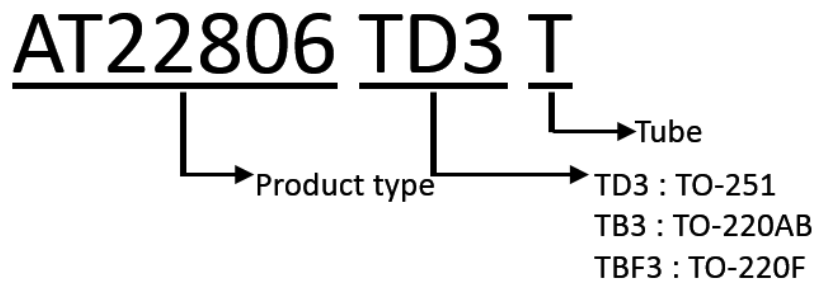 AT22806 TD3 T
Tube
Product type
TD3 : TO-251
TB3 : TO-220AB
TBF3 : TO-220F